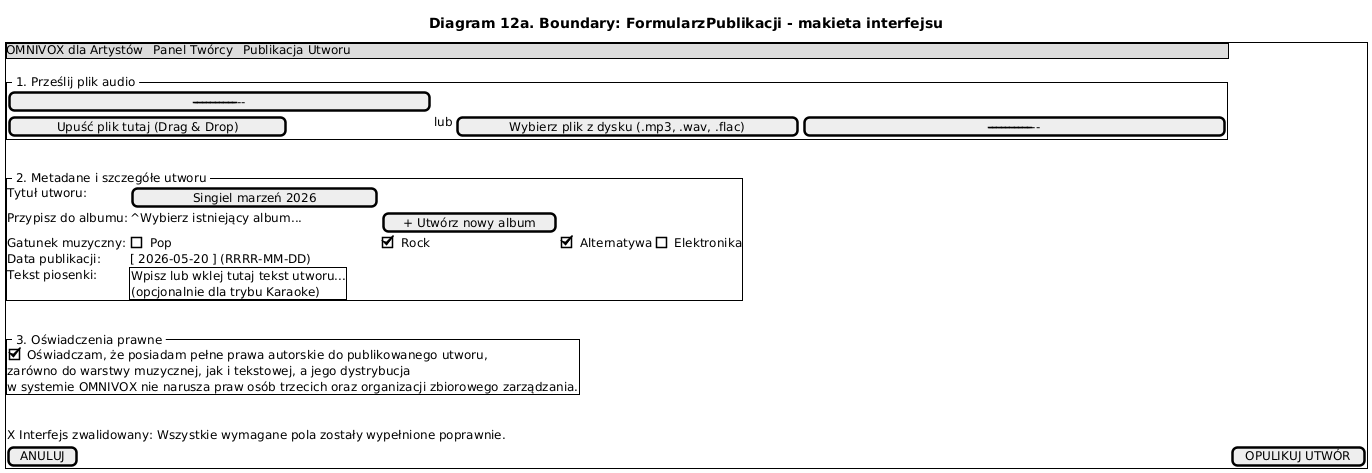 Diagram 12a. Boundary: FormularzPublikacji - makieta interfejsu
OMNIVOX dla Artystów Panel Twórcy Publikacja Utworu
1. Prześlij plik audio
Upuść plik tutaj (Drag & Drop) lub Wybierz plik z dysku (.mp3, .wav, .flac)
2. Metadane i szczegóły utworu
Tytuł utworu: Singiel marzeń 2026
Przypisz do albumu: ^Wybierz istniejący album... + Utwórz nowy album
Gatunek muzyczny: Pop Rock Alternatywa Elektronika
Data publikacji: [ 2026-05-20 ] (RRRR-MM-DD)
Tekst piosenki: Wpisz lub wklej tutaj tekst utworu...
(opcjonalnie dla trybu Karaoke)
3. Oświadczenia prawne
Oświadczam, że posiadam pełne prawa autorskie do publikowanego utworu,
zarówno do warstwy muzycznej, jak i tekstowej, a jego dystrybucja
w systemie OMNIVOX nie narusza praw osób trzecich oraz organizacji zbiorowego zarządzania.
X Interfejs zwalidowany: Wszystkie wymagane pola zostały wypełnione poprawnie.
ANULUJ OPULIKUJ UTWÓR